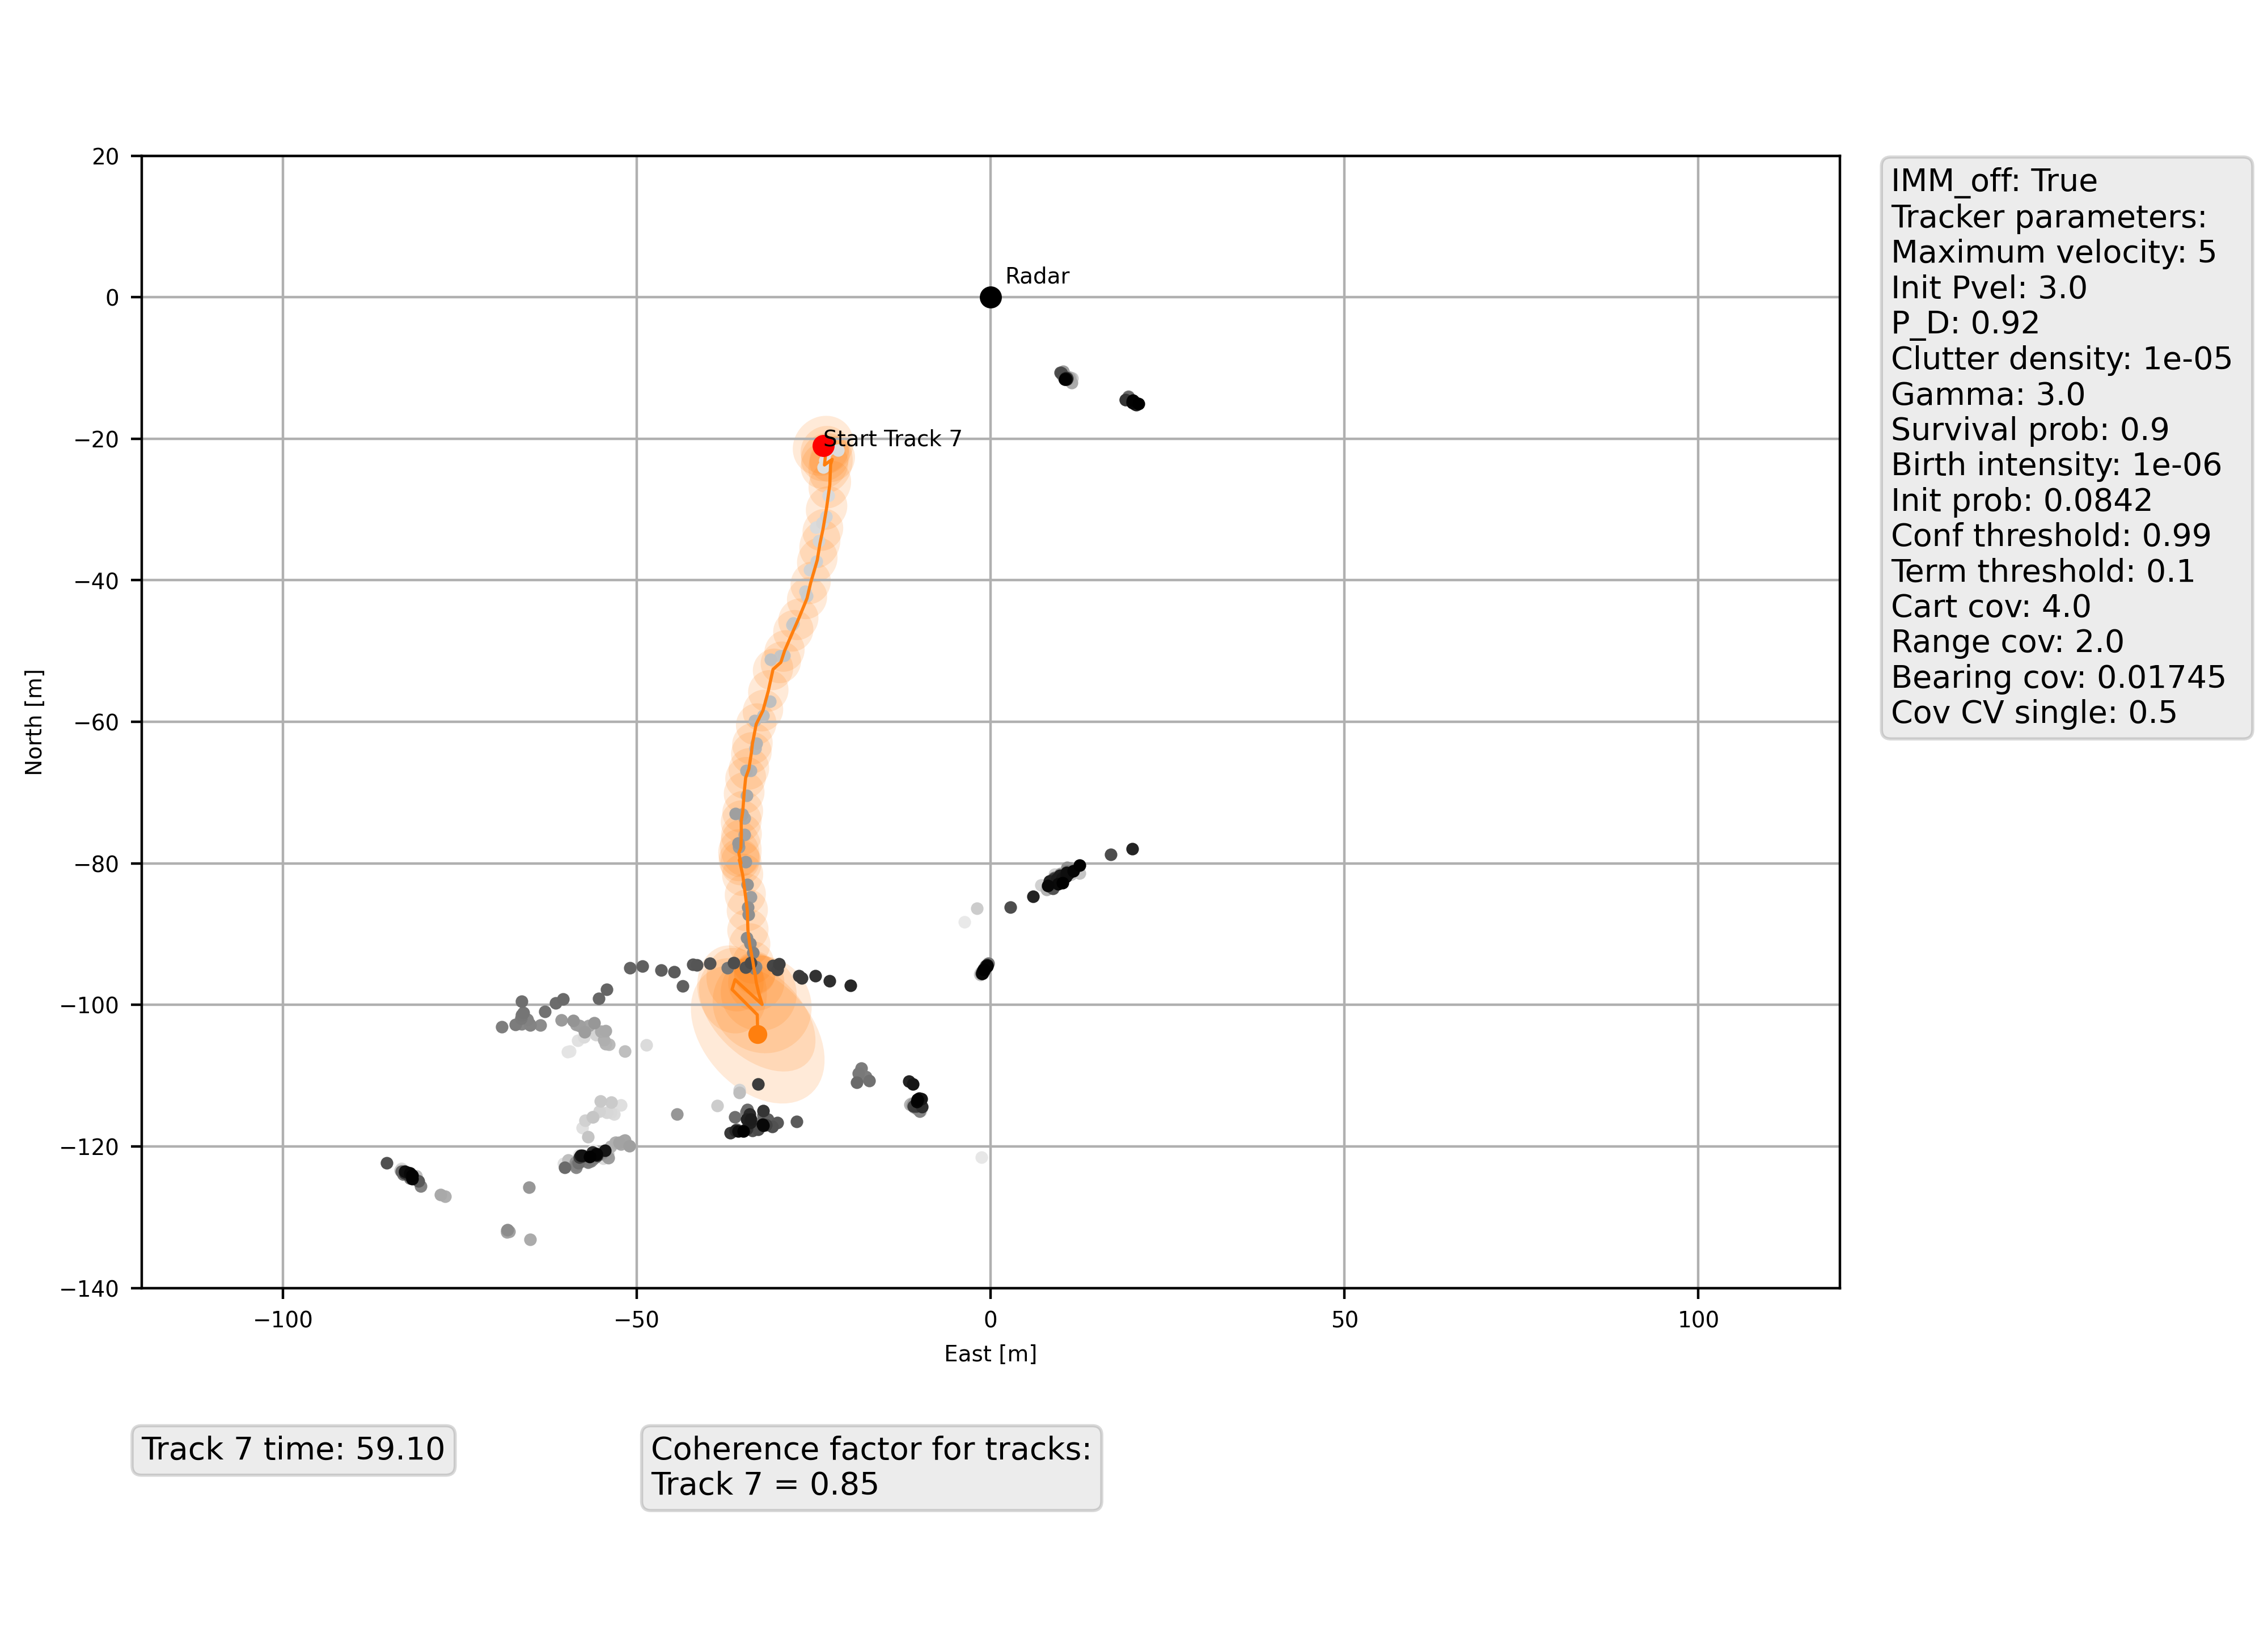 20
0
−20
−40
−60
−80
−100
−120
−140
North [m]
Radar
Start Track 7
−100
−50
0
50
100
East [m]
IMM_off: True
Tracker parameters:
Maximum velocity: 5
Init Pvel: 3.0
P_D: 0.92
Clutter density: 1e-05
Gamma: 3.0
Survival prob: 0.9
Birth intensity: 1e-06
Init prob: 0.0842
Conf threshold: 0.99
Term threshold: 0.1
Cart cov: 4.0
Range cov: 2.0
Bearing cov: 0.01745
Cov CV single: 0.5
Track 7 time: 59.10
Coherence factor for tracks:
Track 7 = 0.85